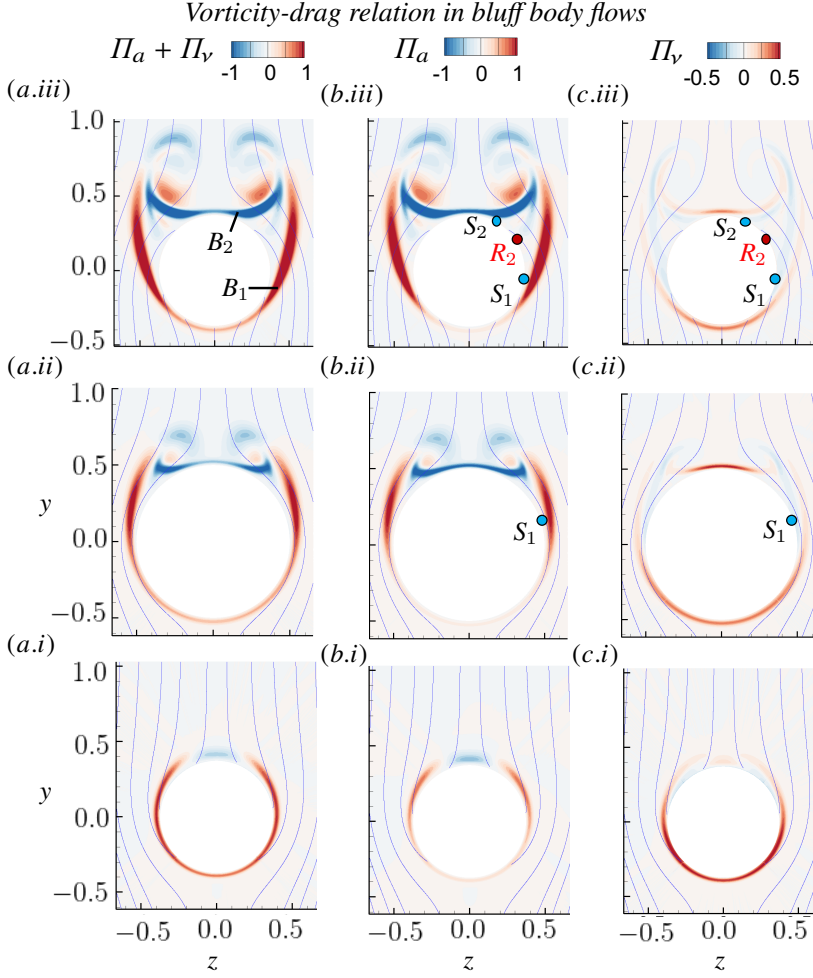 Vorticity-drag relation in bluff body flows
Π_a + Π_ν -1 0 1
Π_a -1 0 1
Π_ν -0.5 0 0.5
(a.iii) (b.iii) (c.iii)
1.0
0.5
0.0
−0.5
B_2
B_1
S_2
R_2
S_1
S_2
R_2
S_1
(a.ii) (b.ii) (c.ii)
1.0
0.5
y
0.0
−0.5
S_1
S_1
(a.i) (b.i) (c.i)
1.0
0.5
y
0.0
−0.5
−0.5 0.0 0.5
−0.5 0.0 0.5
−0.5 0.0 0.5
z z z